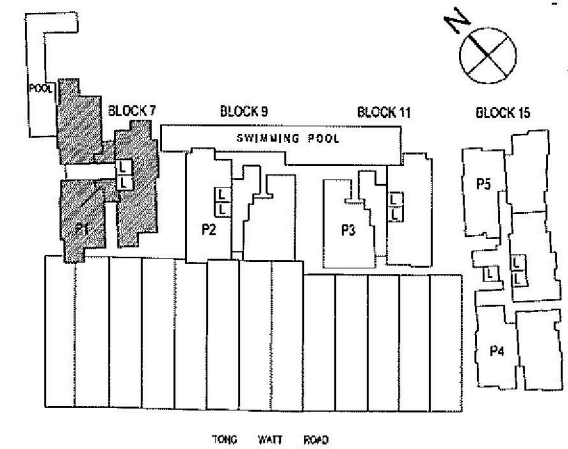 N
POOL
BLOCK 7
BLOCK 9
BLOCK 11
BLOCK 15
SWIMMING POOL
L
L
P1
L
L
P2
P3
L
L
P5
L
L
L
P4
TONG WATT ROAD